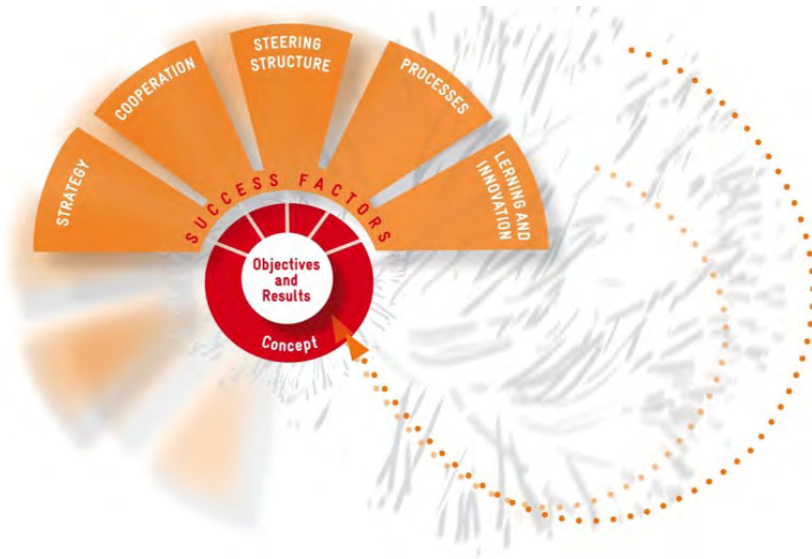 STRATEGY
COOPERATION
STEERING
STRUCTURE
PROCESSES
LERNING AND
INNOVATION
SUCCESS FACTORS
Objectives
and
Results
Concept